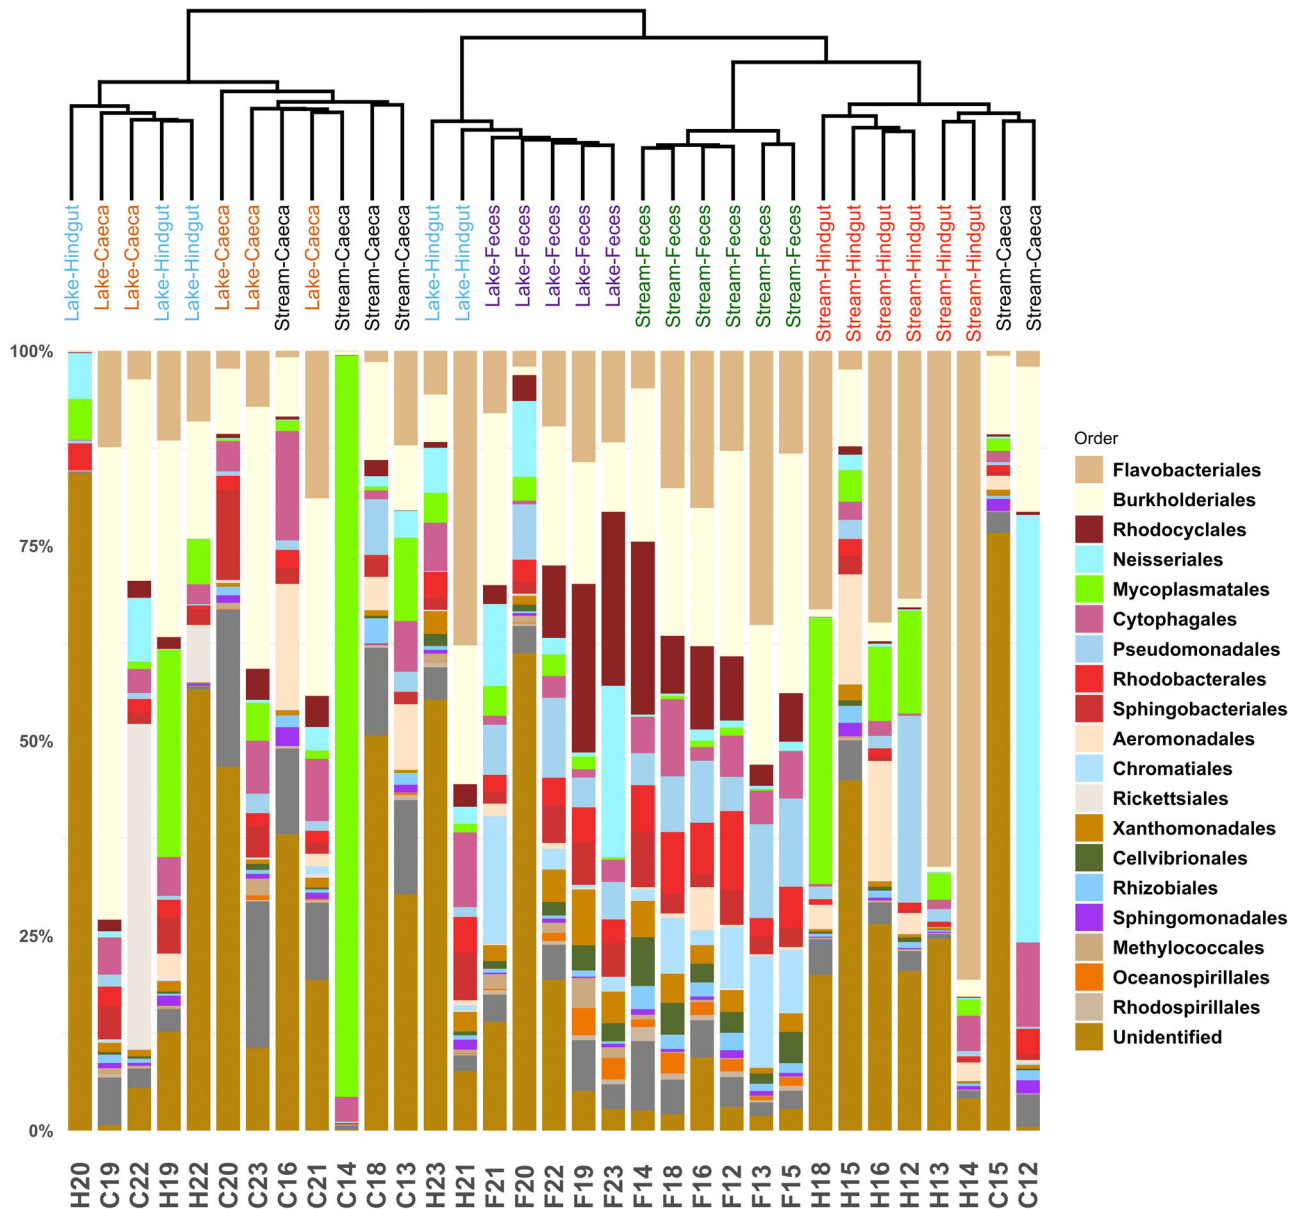 Lake-Hindgut
Lake-Caeca
Lake-Caeca
Lake-Hindgut
Lake-Hindgut
Lake-Caeca
Lake-Caeca
Stream-Caeca
Lake-Caeca
Stream-Caeca
Stream-Caeca
Stream-Caeca
Lake-Hindgut
Lake-Hindgut
Lake-Feces
Lake-Feces
Lake-Feces
Lake-Feces
Lake-Feces
Stream-Feces
Stream-Feces
Stream-Feces
Stream-Feces
Stream-Feces
Stream-Feces
Stream-Hindgut
Stream-Hindgut
Stream-Hindgut
Stream-Hindgut
Stream-Hindgut
Stream-Hindgut
Stream-Caeca
Stream-Caeca
100%
75%
50%
25%
0%
Order
Flavobacteriales
Burkholderiales
Rhodocyclales
Neisseriales
Mycoplasmatales
Cytophagales
Pseudomonadales
Rhodobacterales
Sphingobacteriales
Aeromonadales
Chromatiales
Rickettsiales
Xanthomonadales
Cellvibrionales
Rhizobiales
Sphingomonadales
Methylococcales
Oceanospirillales
Rhodospirillales
Unidentified
H20
C19
C22
H19
H22
C20
C23
C16
C21
C14
C18
C13
H23
H21
F21
F20
F22
F19
F23
F14
F18
F16
F12
F13
F15
H18
H15
H16
H12
H13
H14
C15
C12